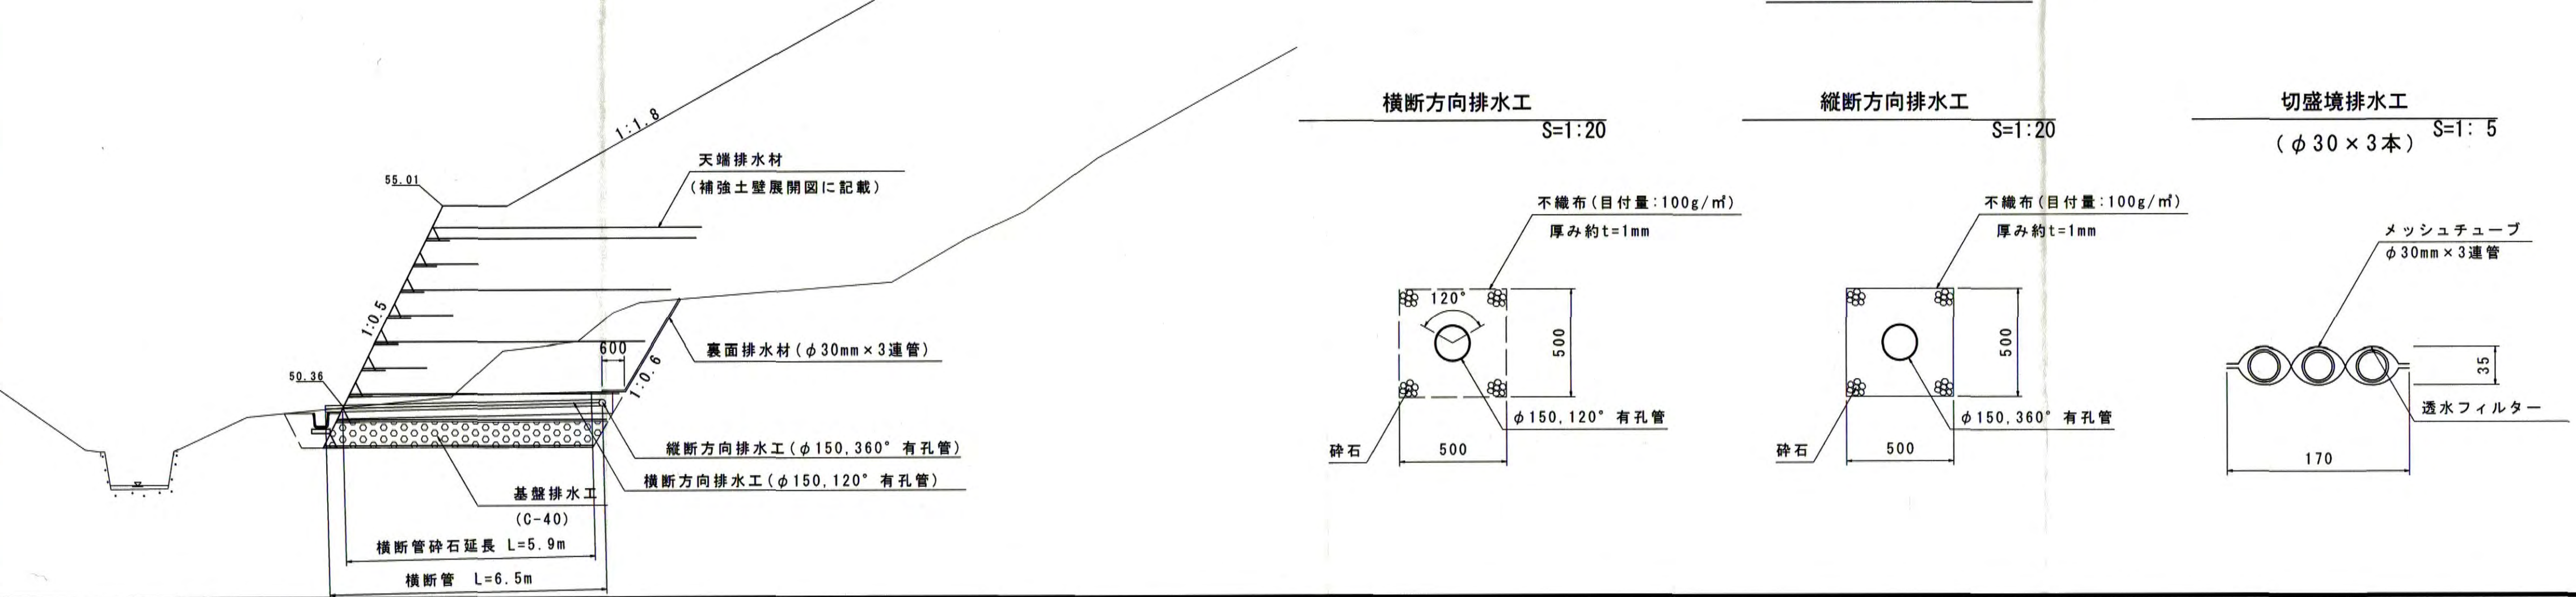 1:1.8
天端排水材
(補強土壁展開図に記載)
55.01
1:0.5
600
裏面排水材(φ30mm×3連管)
1:0.6
50.36
縦断方向排水工(φ150,360° 有孔管)
横断方向排水工(φ150,120° 有孔管)
基盤排水工
(C-40)
横断管砕石延長 L=5.9m
横断管 L=6.5m
横断方向排水工
S=1:20
不織布(目付量:100g/㎡)
厚み約t=1mm
120°
500
φ150,120° 有孔管
砕石
500
縦断方向排水工
S=1:20
不織布(目付量:100g/㎡)
厚み約t=1mm
500
φ150,360° 有孔管
砕石
500
切盛境排水工
(φ30×3本)
S=1: 5
メッシュチューブ
φ30mm×3連管
35
透水フィルター
170